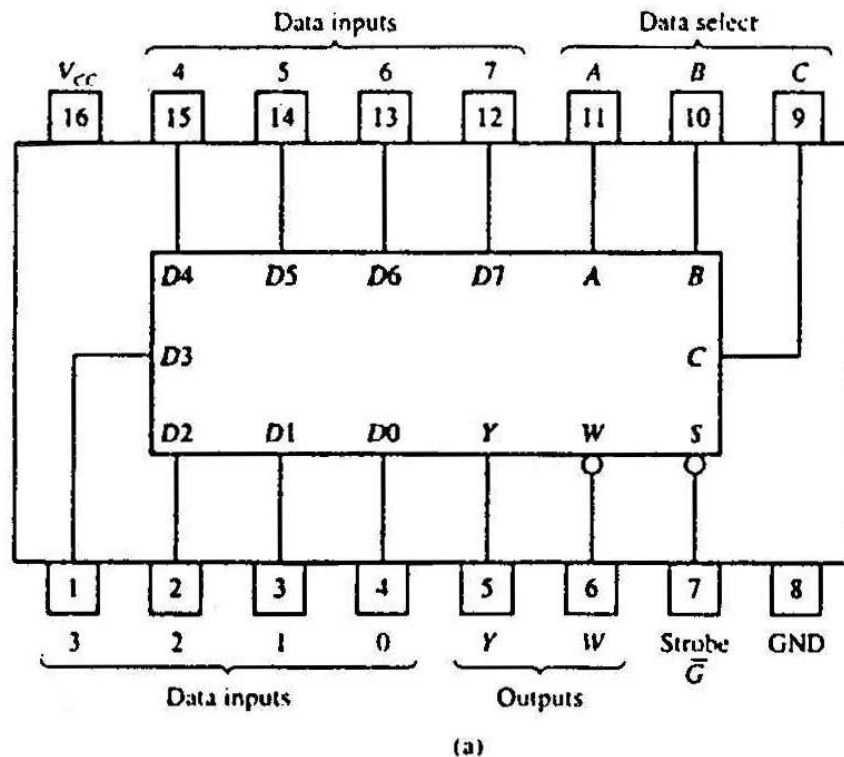 Data inputs Data select
V_CC 4 5 6 7 A B C
16 15 14 13 12 11 10 9
D4 D5 D6 D7 A B
D3 C
D2 D1 D0 Y W S
1 2 3 4 5 6 7 8
3 2 1 0 Y W Strobe GND
G̅
Data inputs Outputs
(a)